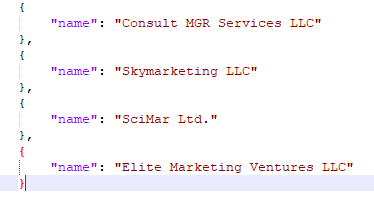 {
"name": "Consult MGR Services LLC"
},
{
"name": "Skymarketing LLC"
},
{
"name": "SciMar Ltd."
},
{
"name": "Elite Marketing Ventures LLC"
}